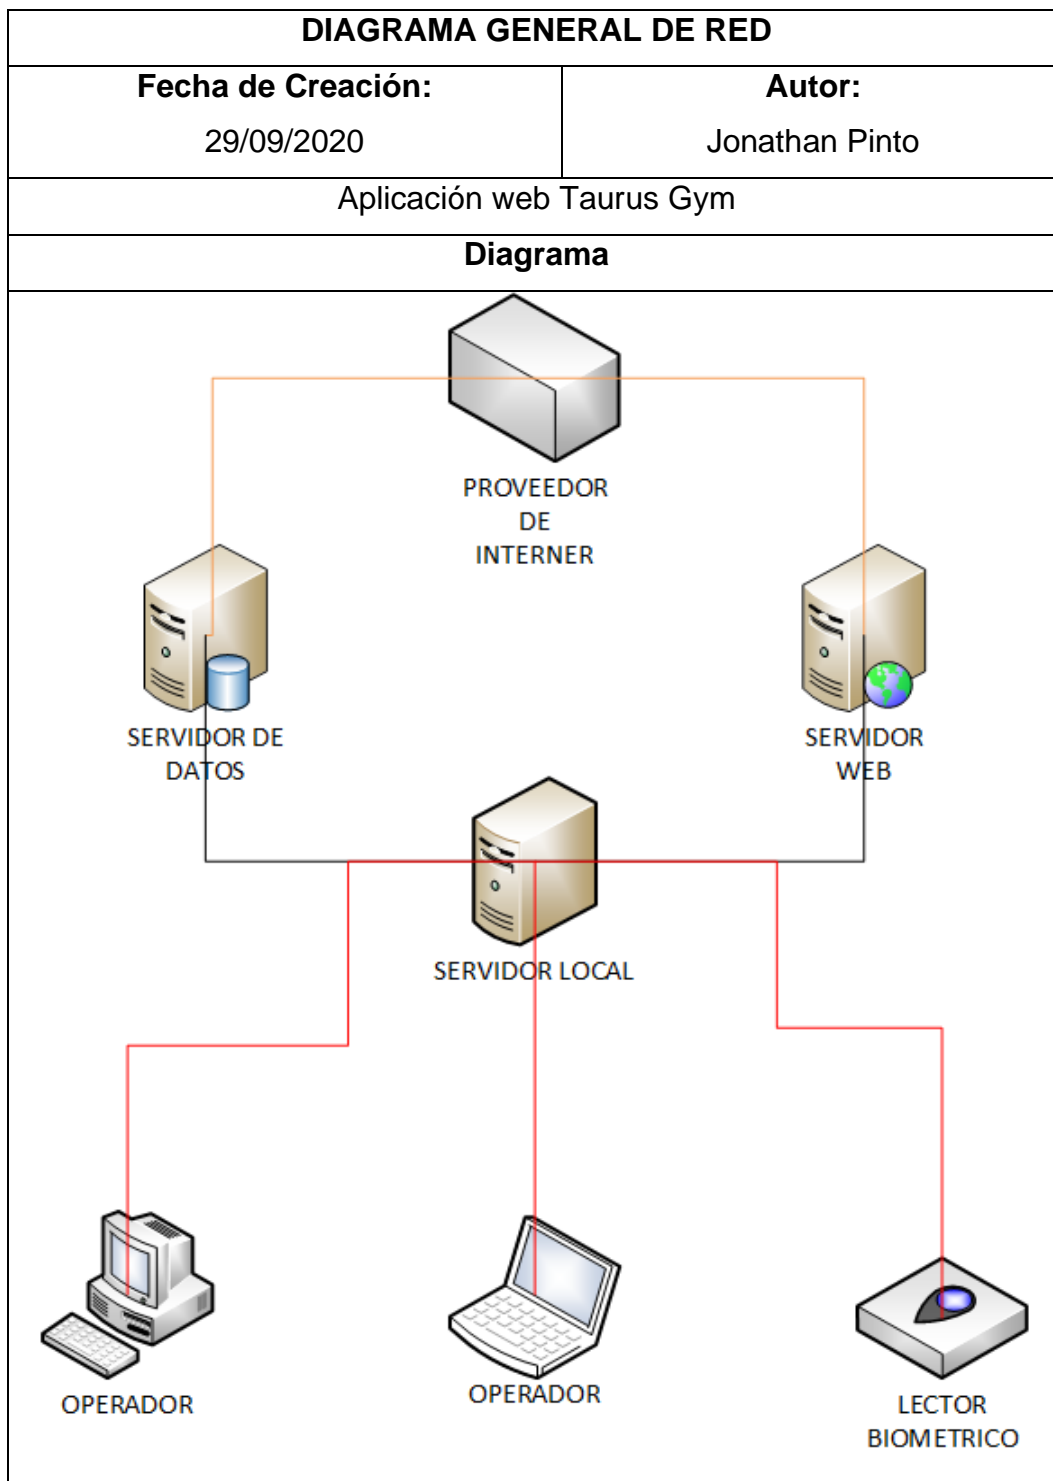 DIAGRAMA GENERAL DE RED
Fecha de Creación:
29/09/2020
Autor:
Jonathan Pinto
Aplicación web Taurus Gym
Diagrama
PROVEEDOR
DE
INTERNER
SERVIDOR DE
DATOS
SERVIDOR
WEB
SERVIDOR LOCAL
OPERADOR
OPERADOR
LECTOR
BIOMETRICO